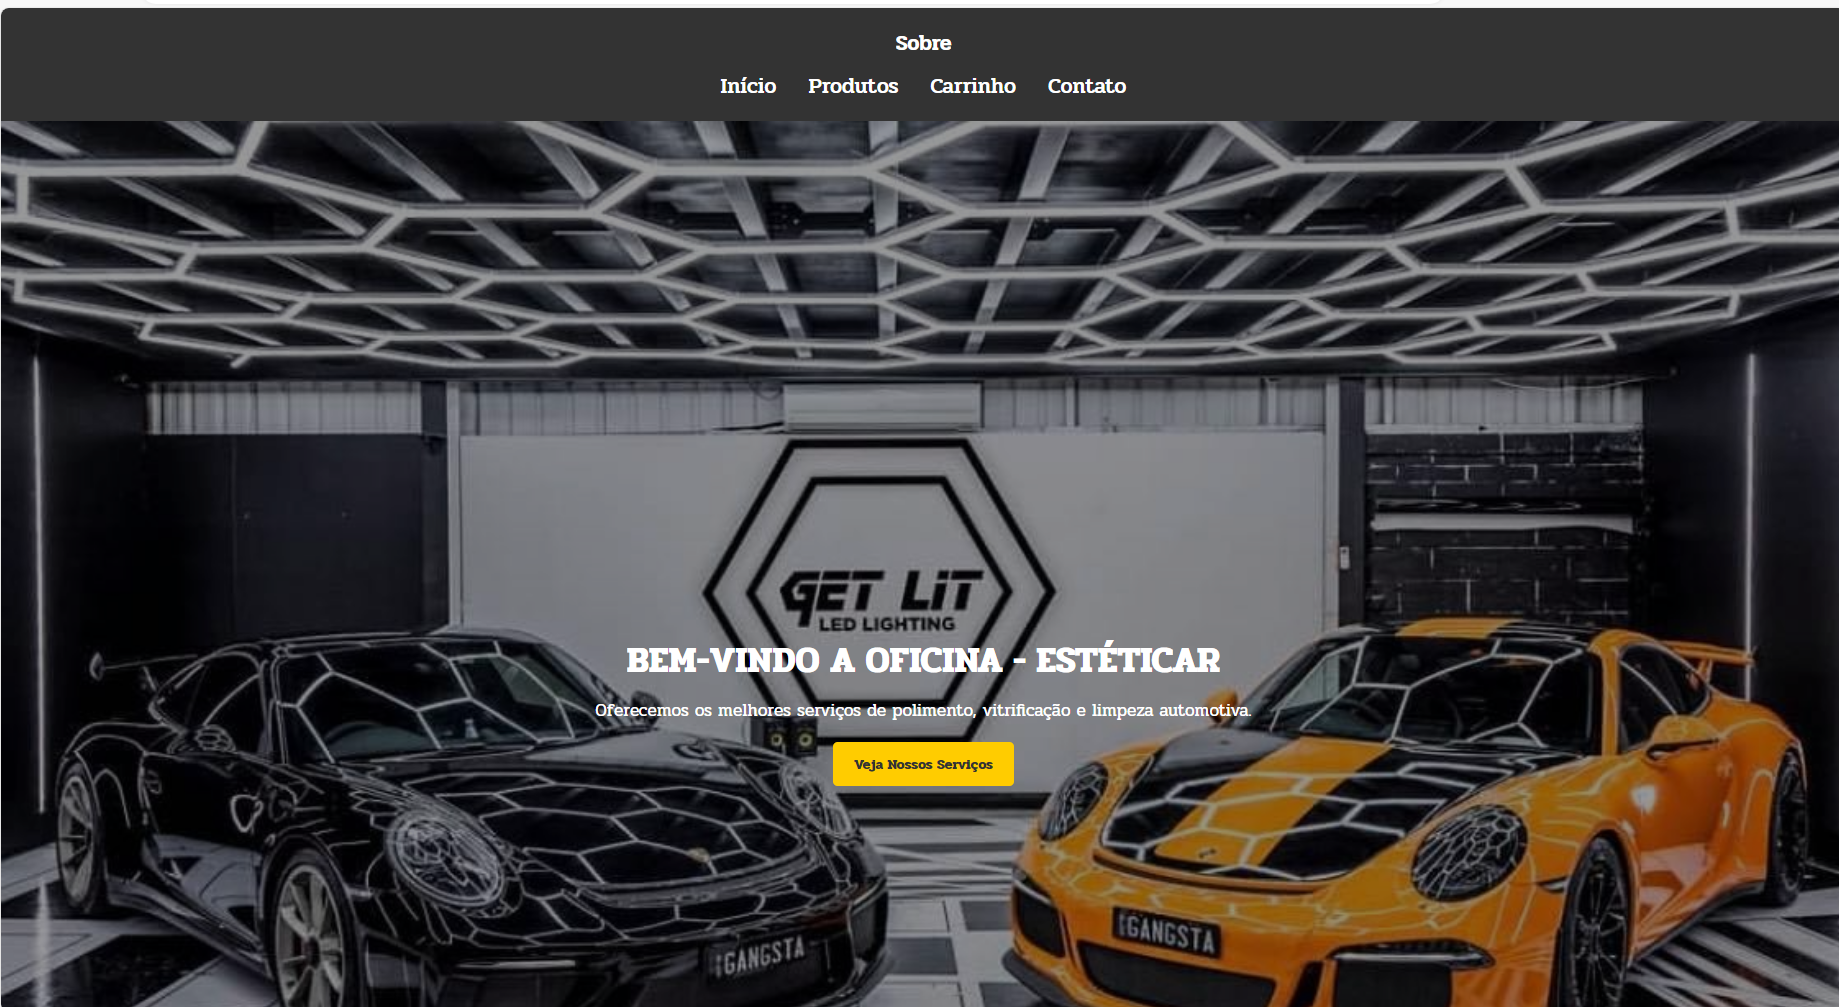 Sobre
Início Produtos Carrinho Contato
GET LIT
LED LIGHTING
BEM-VINDO A OFICINA - ESTÉTICAR
Oferecemos os melhores serviços de polimento, vitrificação e limpeza automotiva.
Veja Nossos Serviços
GANGSTA
GANGSTA